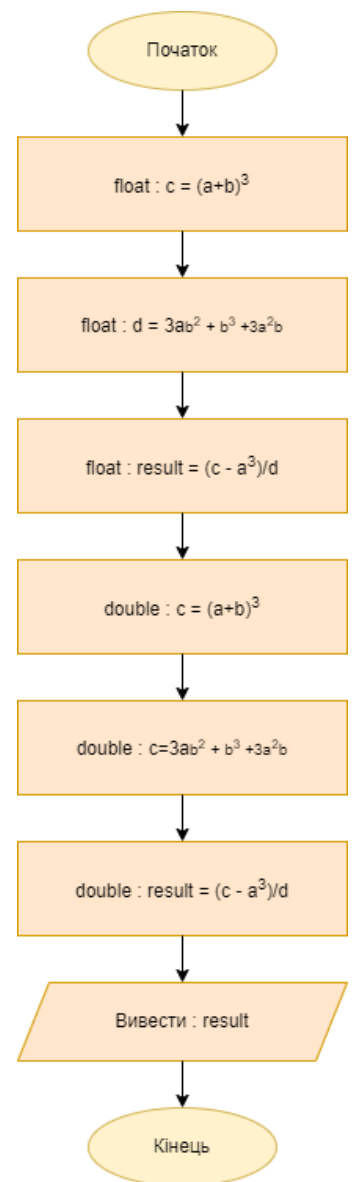 Початок
float : c = (a+b)³
float : d = 3ab² + b³ +3a²b
float : result = (c - a³)/d
double : c = (a+b)³
double : c=3ab² + b³ +3a²b
double : result = (c - a³)/d
Вивести : result
Кінець